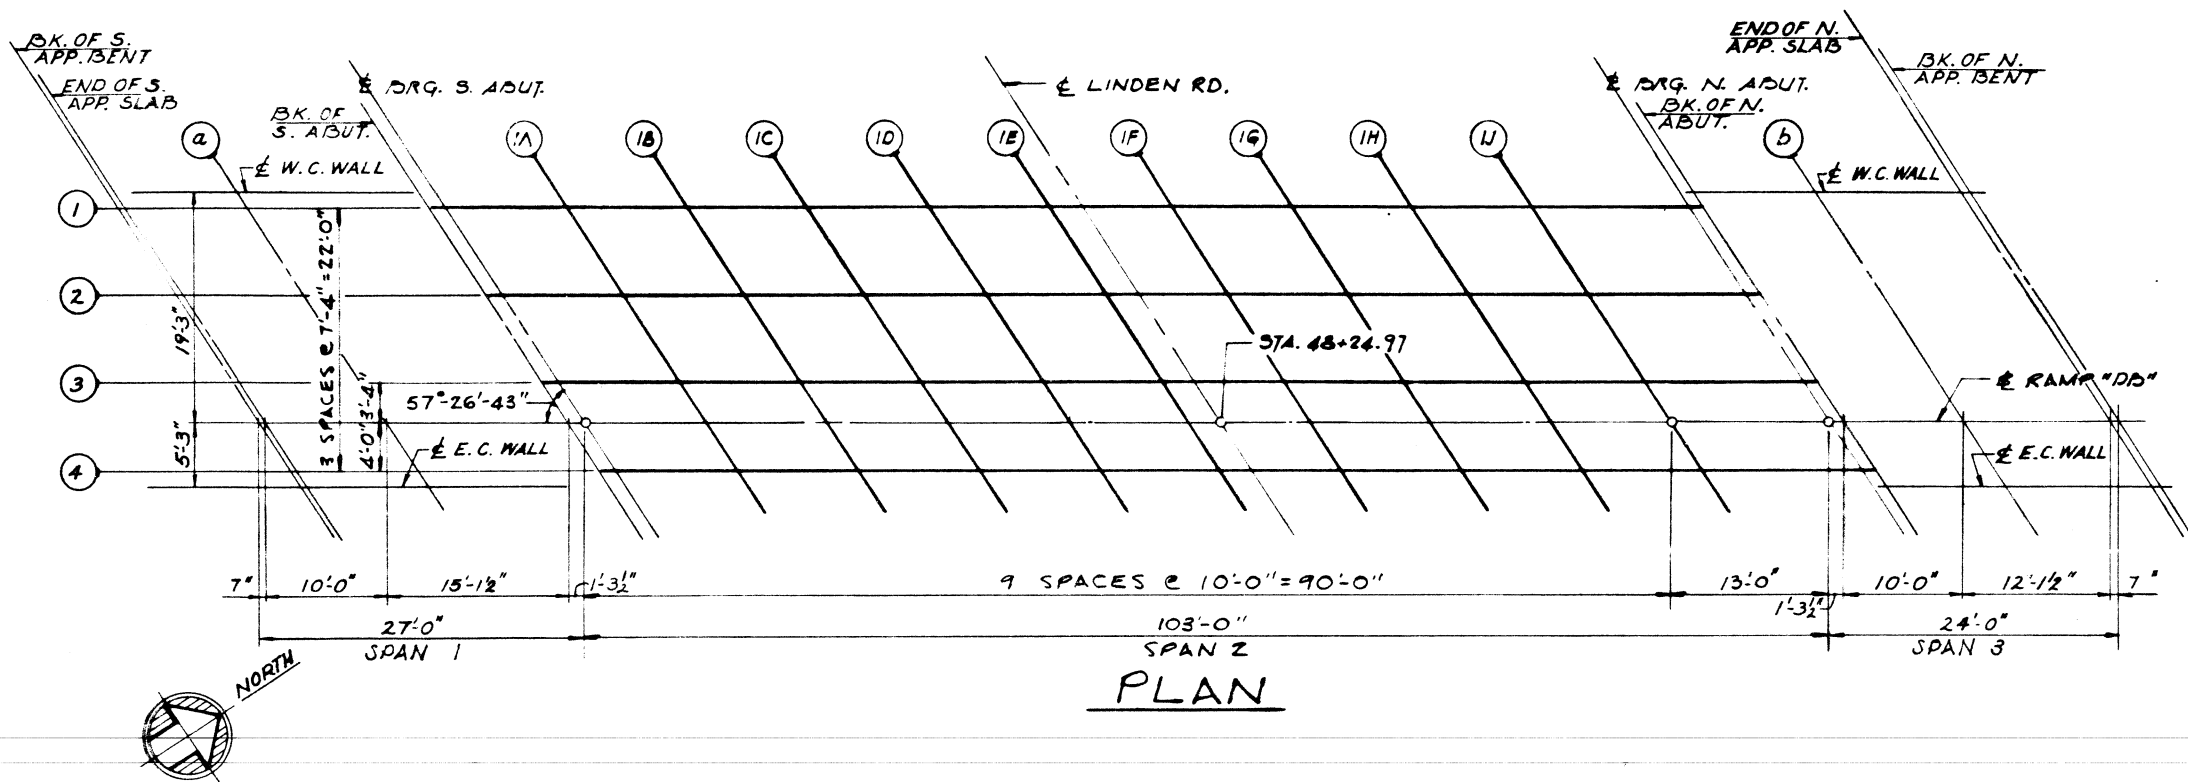 BK. OF S.
APP. BENT
END OF S.
APP. SLAB
℄ BRG. S. ABUT.
BK. OF
S. ABUT.
℄ LINDEN RD.
END OF N.
APP. SLAB
BK. OF N.
APP. BENT
℄ BRG. N. ABUT.
BK. OF N.
ABUT.
a
1A
1B
1C
1D
1E
1F
1G
1H
1J
b
℄ W.C. WALL
℄ W.C. WALL
1
2
3
4
19'-3"
5'-3"
3 SPACES @ 7'-4" = 22'-0"
3'-4"
4'-0"
57°-26'-43"
STA. 48+24.97
℄ RAMP "DB"
℄ E.C. WALL
℄ E.C. WALL
7"
10'-0"
15'-1½"
1'-3½"
9 SPACES @ 10'-0" = 90'-0"
13'-0"
1'-3½"
10'-0"
12'-1½"
7"
27'-0"
SPAN 1
103'-0"
SPAN 2
24'-0"
SPAN 3
PLAN
NORTH